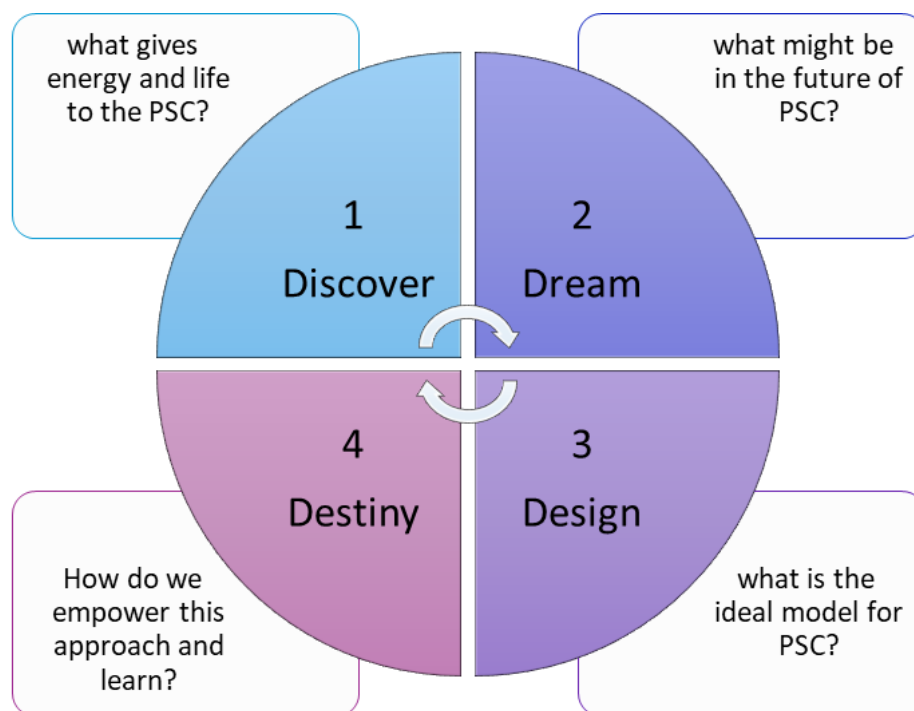 what gives
energy and life
to the PSC?
what might be
in the future of
PSC?
1
Discover
2
Dream
4
Destiny
3
Design
How do we
empower this
approach and
learn?
what is the
ideal model for
PSC?